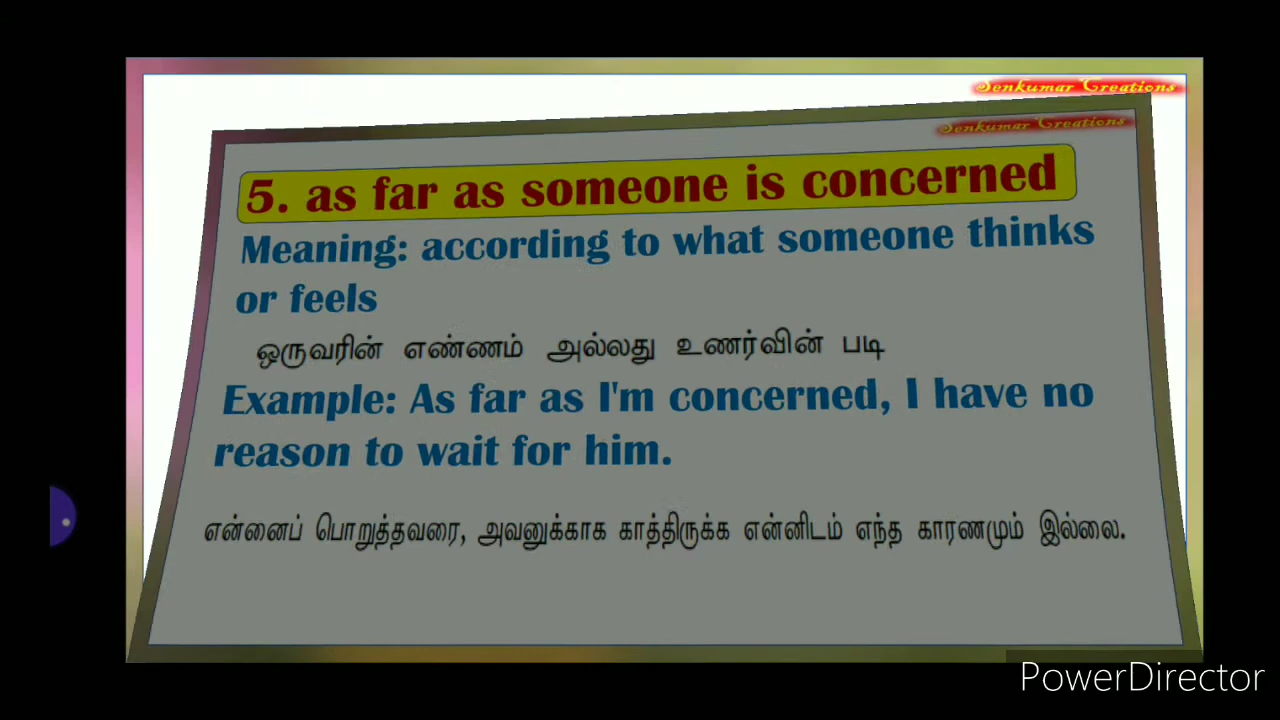 Senkumar Creations
Senkumar Creations
5. as far as someone is concerned
Meaning: according to what someone thinks
or feels
ஒருவரின் எண்ணம் அல்லது உணர்வின் படி
Example: As far as I'm concerned, I have no
reason to wait for him.
என்னைப் பொறுத்தவரை, அவனுக்காக காத்திருக்க என்னிடம் எந்த காரணமும் இல்லை.
PowerDirector